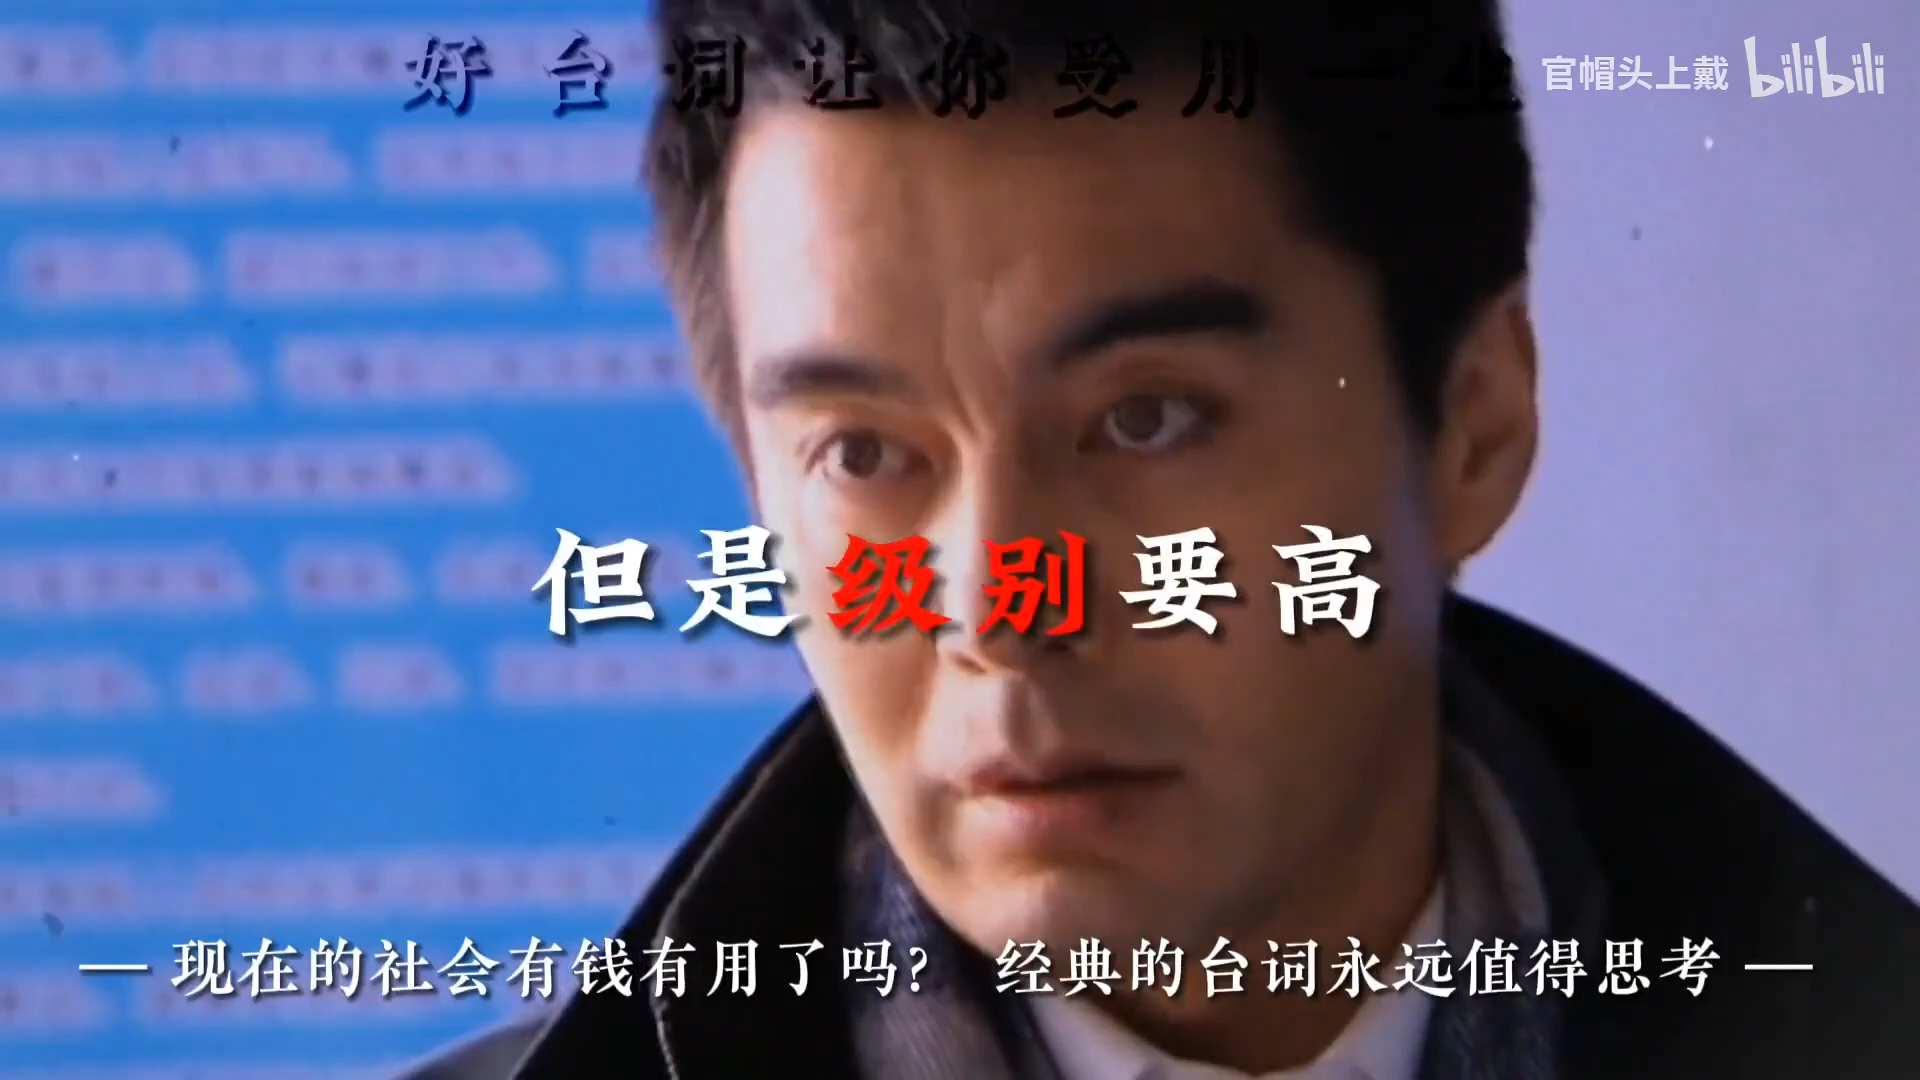 好台词让你受用一生
官帽头上戴 bilibili
但是级别要高
— 现在的社会有钱有用了吗? 经典的台词永远值得思考 —